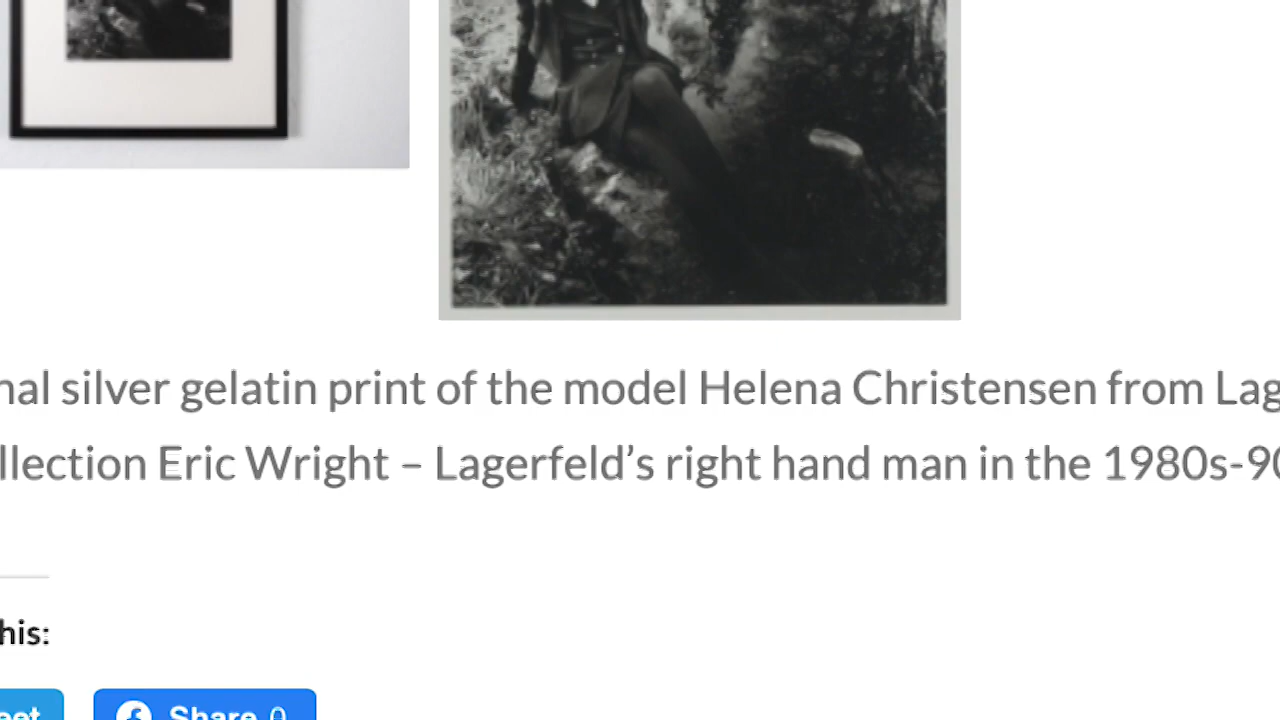 nal silver gelatin print of the model Helena Christensen from Lag
llection Eric Wright – Lagerfeld’s right hand man in the 1980s-90
his:
eet
Share 0